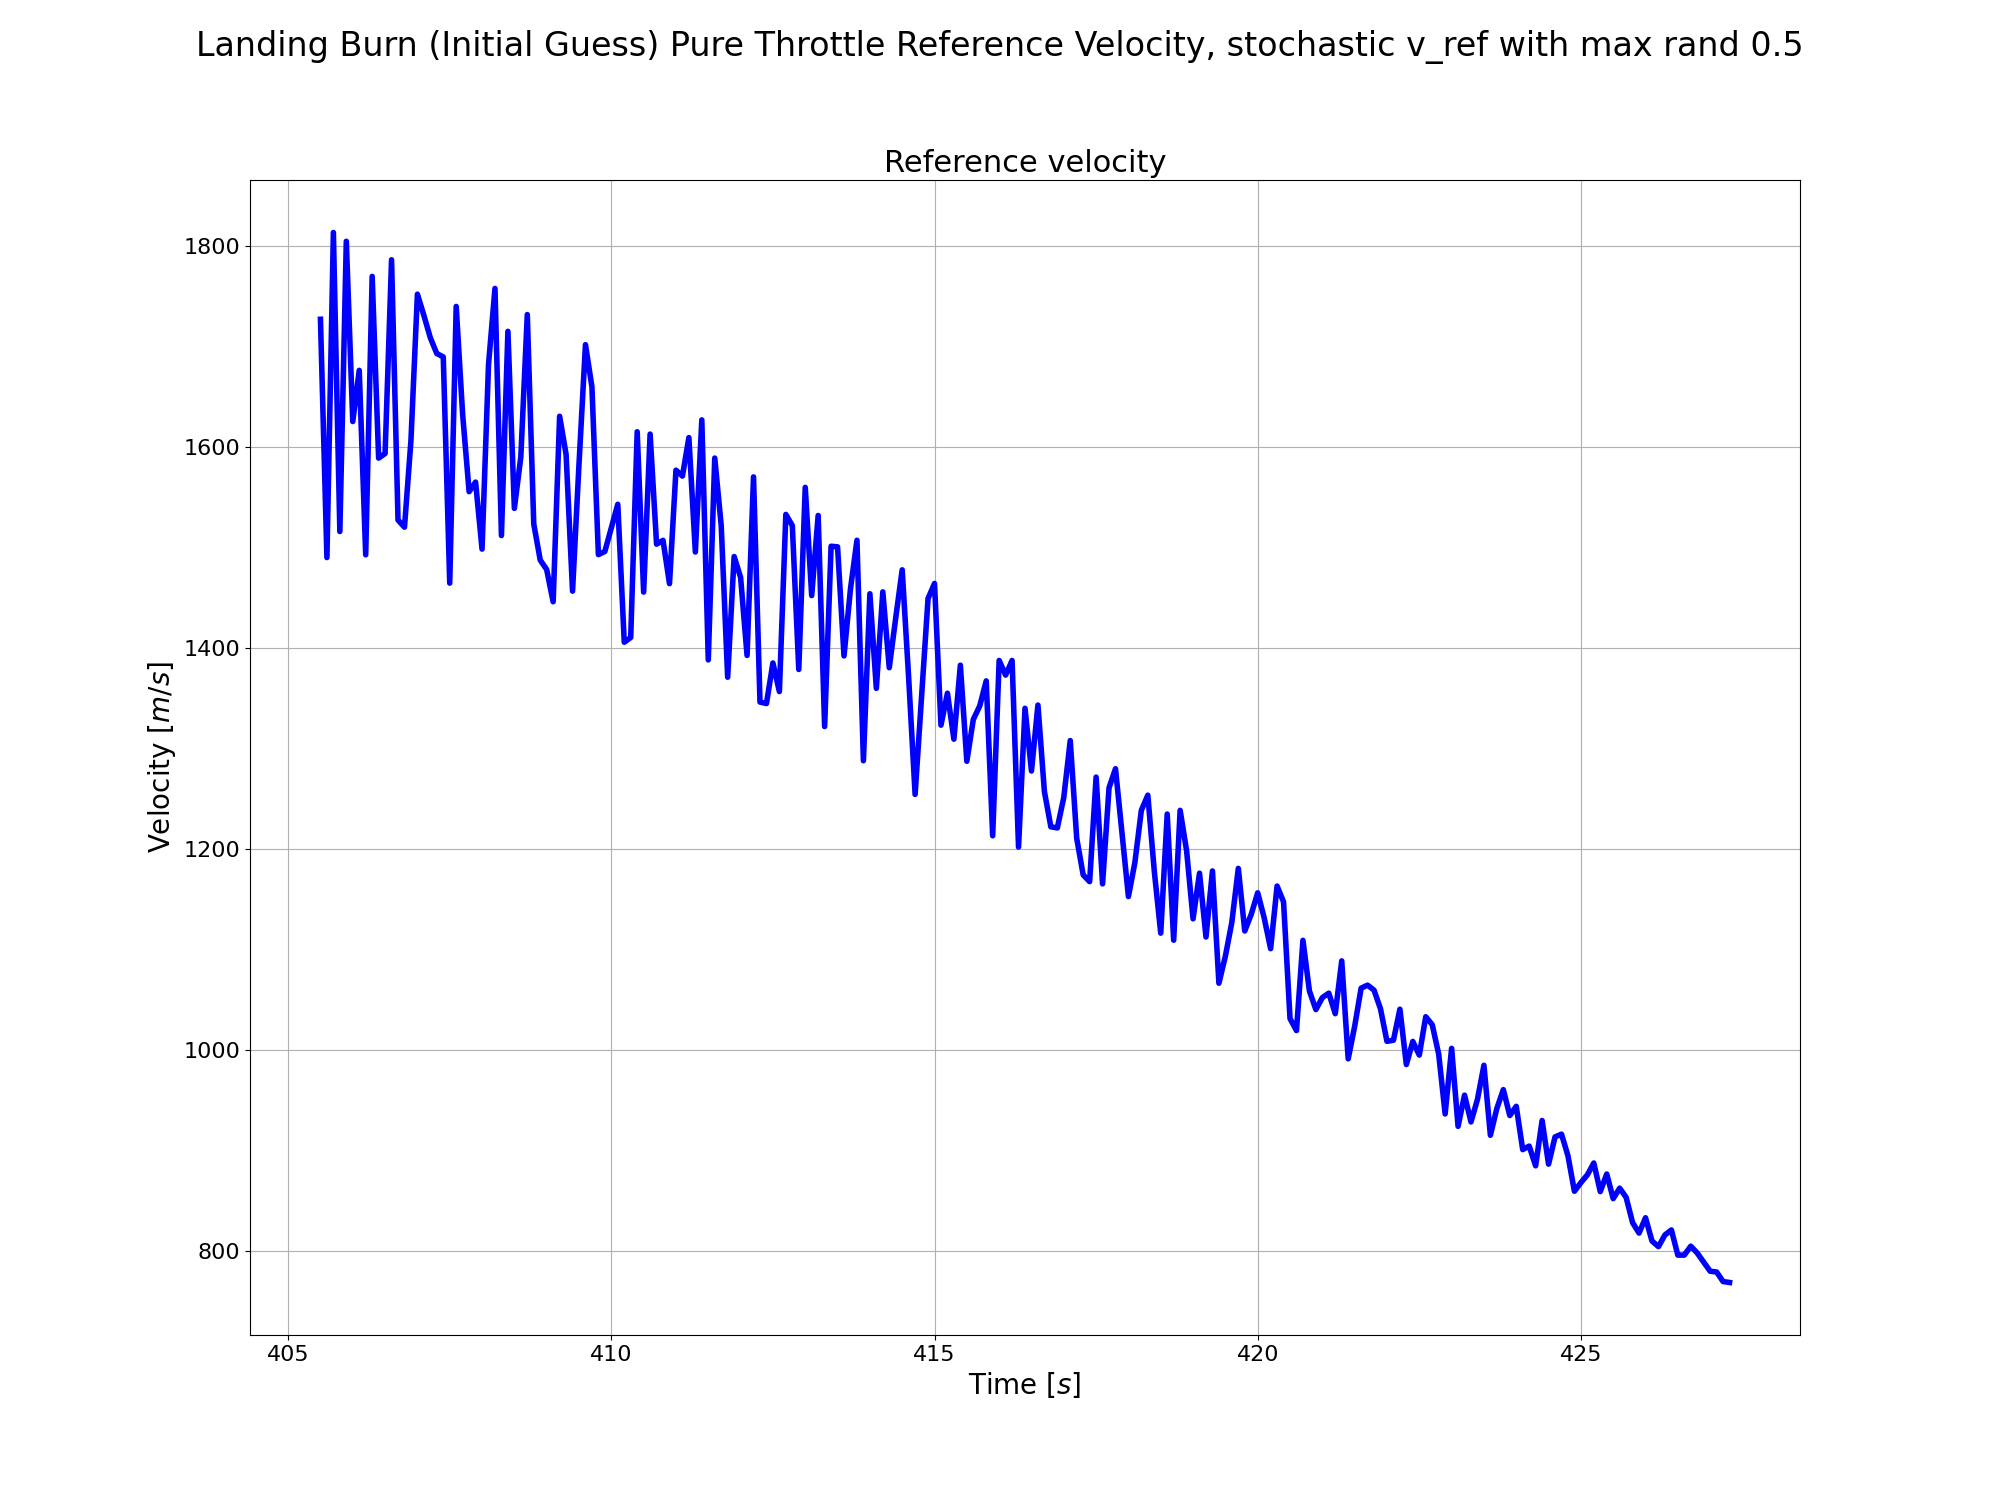 Landing Burn (Initial Guess) Pure Throttle Reference Velocity, stochastic v_ref with max rand 0.5
Reference velocity
1800
1600
1400
1200
1000
800
Velocity [m/s]
405 410 415 420 425
Time [s]